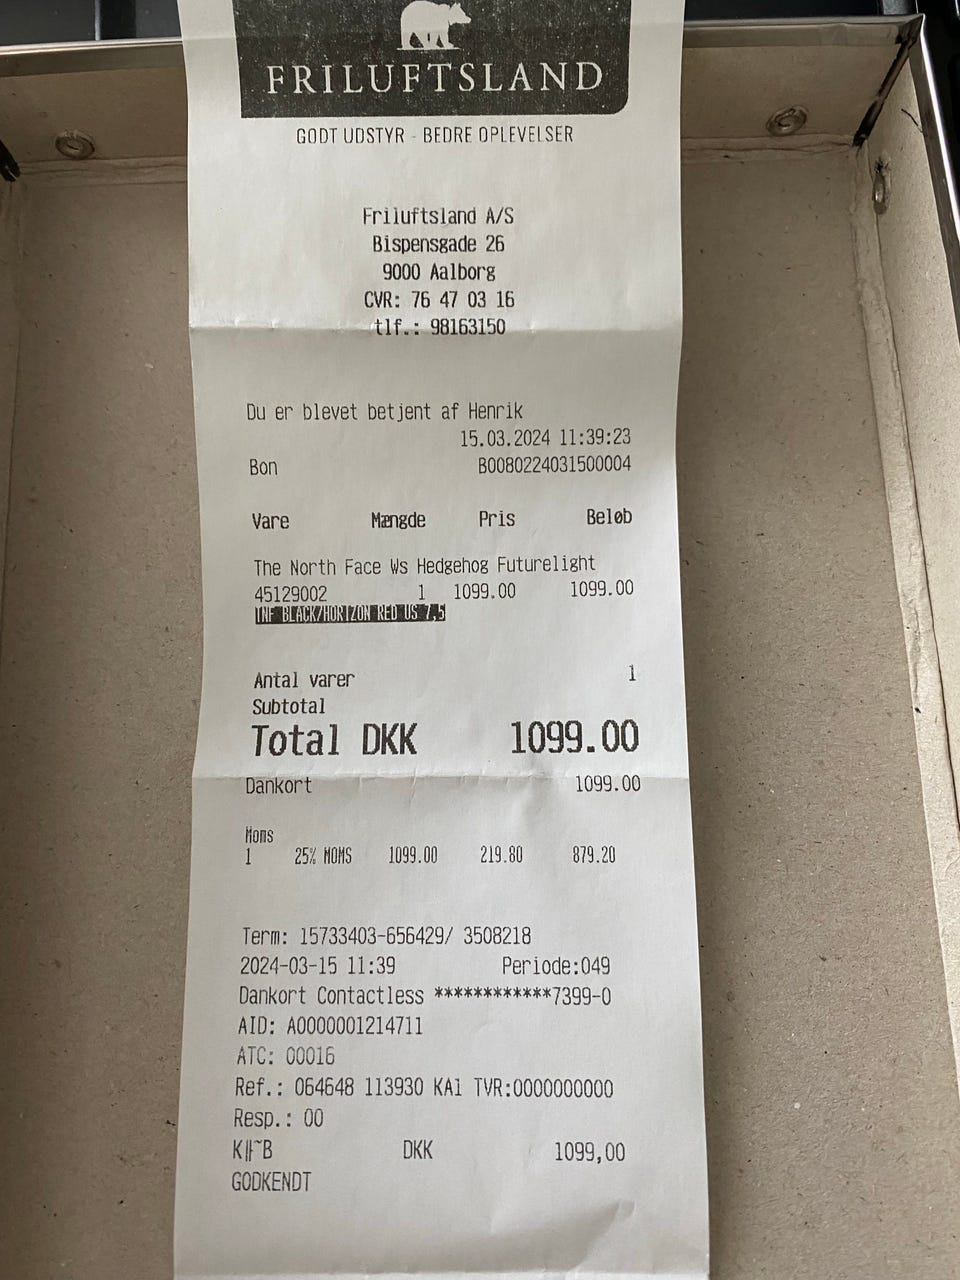 FRILUFTSLAND
GODT UDSTYR - BEDRE OPLEVELSER
Friluftsland A/S
Bispensgade 26
9000 Aalborg
CVR: 76 47 03 16
tlf.: 98163150
Du er blevet betjent af Henrik
15.03.2024 11:39:23
Bon B0080224031500004
Vare Mængde Pris Beløb
The North Face Ws Hedgehog Futurelight
45129002 1 1099.00 1099.00
TNF BLACK/HORIZON RED US 7,5
Antal varer 1
Subtotal
Total DKK 1099.00
Dankort 1099.00
Moms
1 25% MOMS 1099.00 219.80 879.20
Term: 15733403-656429/ 3508218
2024-03-15 11:39 Periode:049
Dankort Contactless ************7399-0
AID: A0000001214711
ATC: 00016
Ref.: 064648 113930 KA1 TVR:0000000000
Resp.: 00
DKK 1099,00
GODKENDT